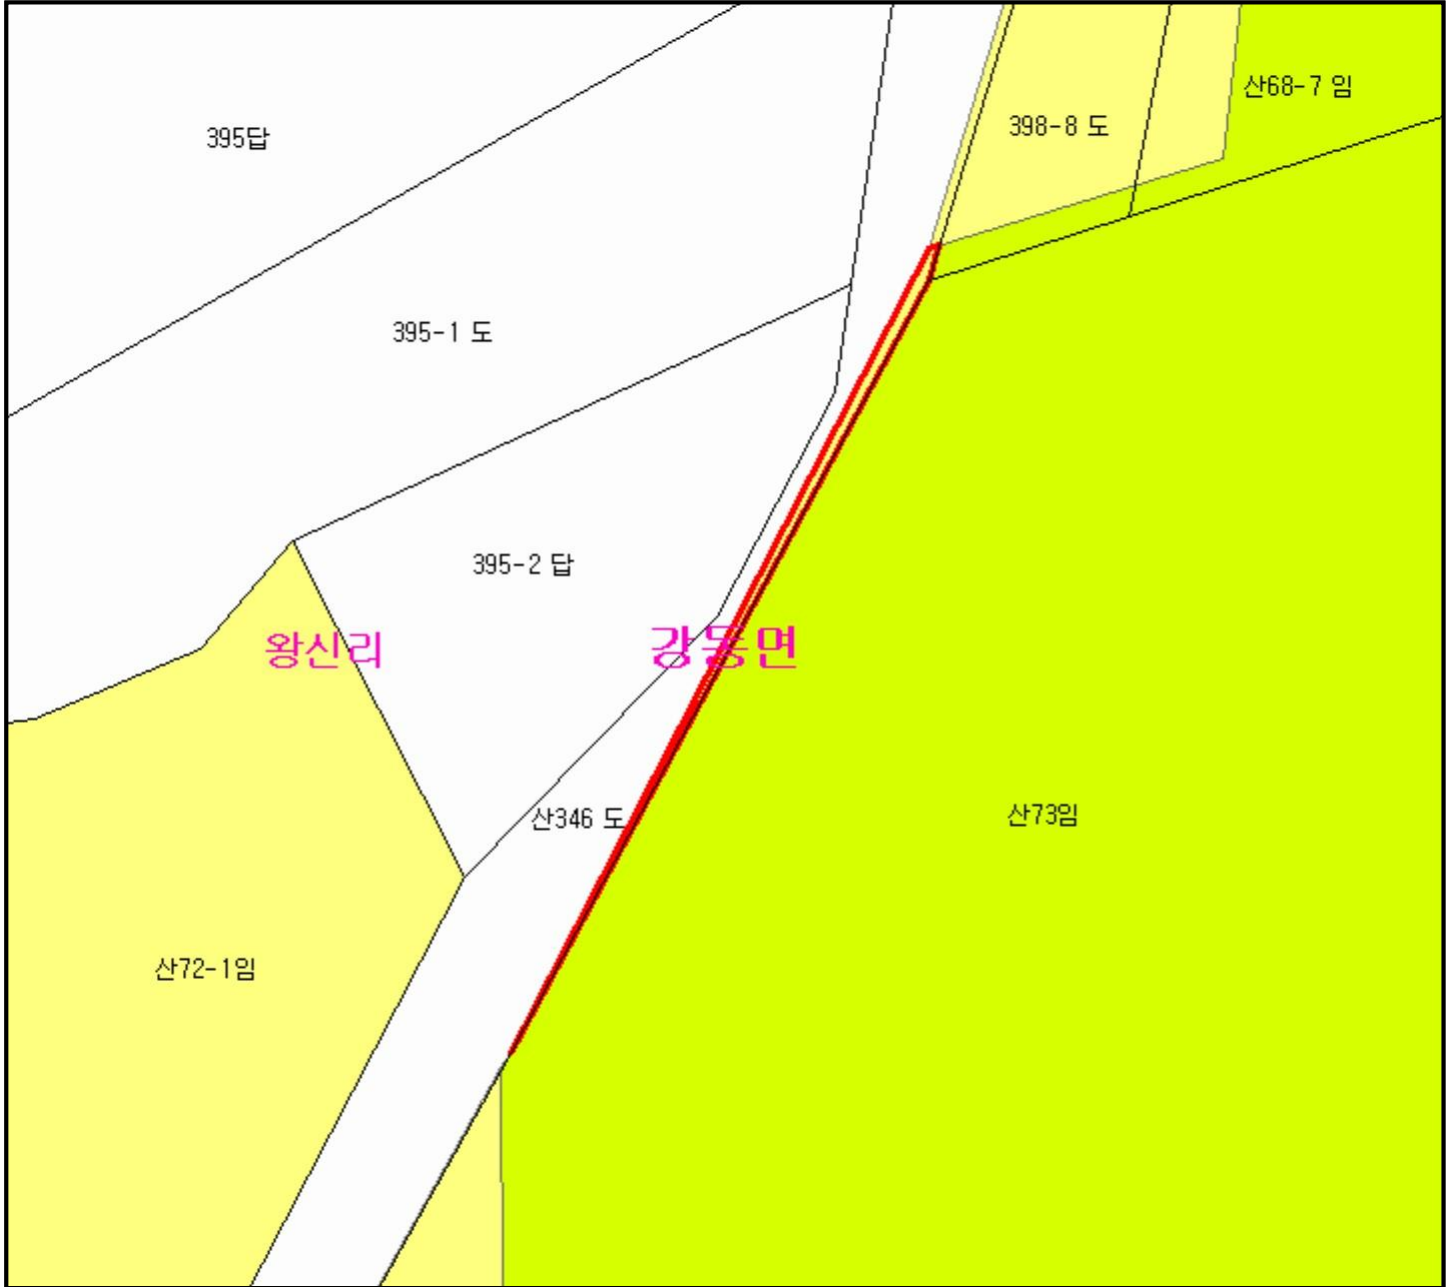 산68-7 임
398-8 도
395답
395-1 도
395-2 답
왕신리
강동면
산346 도
산73임
산72-1임